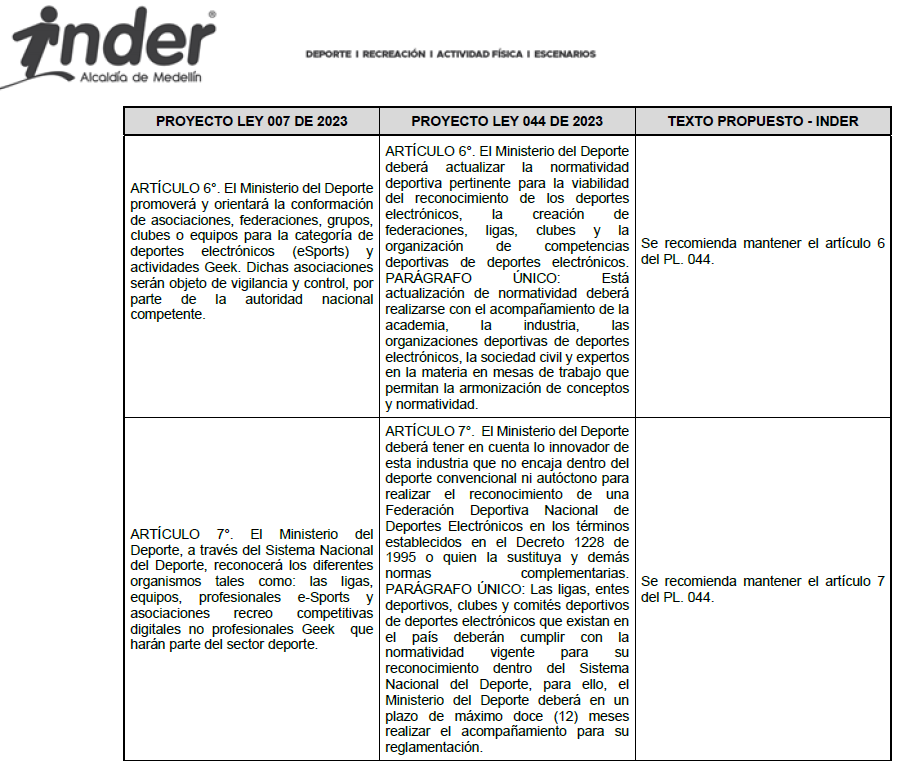 inder®
Alcaldía de Medellín
DEPORTE I RECREACIÓN I ACTIVIDAD FÍSICA I ESCENARIOS
PROYECTO LEY 007 DE 2023
PROYECTO LEY 044 DE 2023
TEXTO PROPUESTO - INDER
ARTÍCULO 6°. El Ministerio del Deporte
promoverá y orientará la conformación
de asociaciones, federaciones, grupos,
clubes o equipos para la categoría de
deportes electrónicos (eSports) y
actividades Geek. Dichas asociaciones
serán objeto de vigilancia y control, por
parte de la autoridad nacional
competente.
ARTÍCULO 6°. El Ministerio del Deporte
deberá actualizar la normatividad
deportiva pertinente para la viabilidad
del reconocimiento de los deportes
electrónicos, la creación de
federaciones, ligas, clubes y la
organización de competencias
deportivas de deportes electrónicos.
PARÁGRAFO ÚNICO: Está
actualización de normatividad deberá
realizarse con el acompañamiento de la
academia, la industria, las
organizaciones deportivas de deportes
electrónicos, la sociedad civil y expertos
en la materia en mesas de trabajo que
permitan la armonización de conceptos
y normatividad.
Se recomienda mantener el artículo 6
del PL. 044.
ARTÍCULO 7°. El Ministerio del
Deporte, a través del Sistema Nacional
del Deporte, reconocerá los diferentes
organismos tales como: las ligas,
equipos, profesionales e-Sports y
asociaciones recreo competitivas
digitales no profesionales Geek que
harán parte del sector deporte.
ARTÍCULO 7°. El Ministerio del Deporte
deberá tener en cuenta lo innovador de
esta industria que no encaja dentro del
deporte convencional ni autóctono para
realizar el reconocimiento de una
Federación Deportiva Nacional de
Deportes Electrónicos en los términos
establecidos en el Decreto 1228 de
1995 o quien la sustituya y demás
normas complementarias.
PARÁGRAFO ÚNICO: Las ligas, entes
deportivos, clubes y comités deportivos
de deportes electrónicos que existan en
el país deberán cumplir con la
normatividad vigente para su
reconocimiento dentro del Sistema
Nacional del Deporte, para ello, el
Ministerio del Deporte deberá en un
plazo de máximo doce (12) meses
realizar el acompañamiento para su
reglamentación.
Se recomienda mantener el artículo 7
del PL. 044.